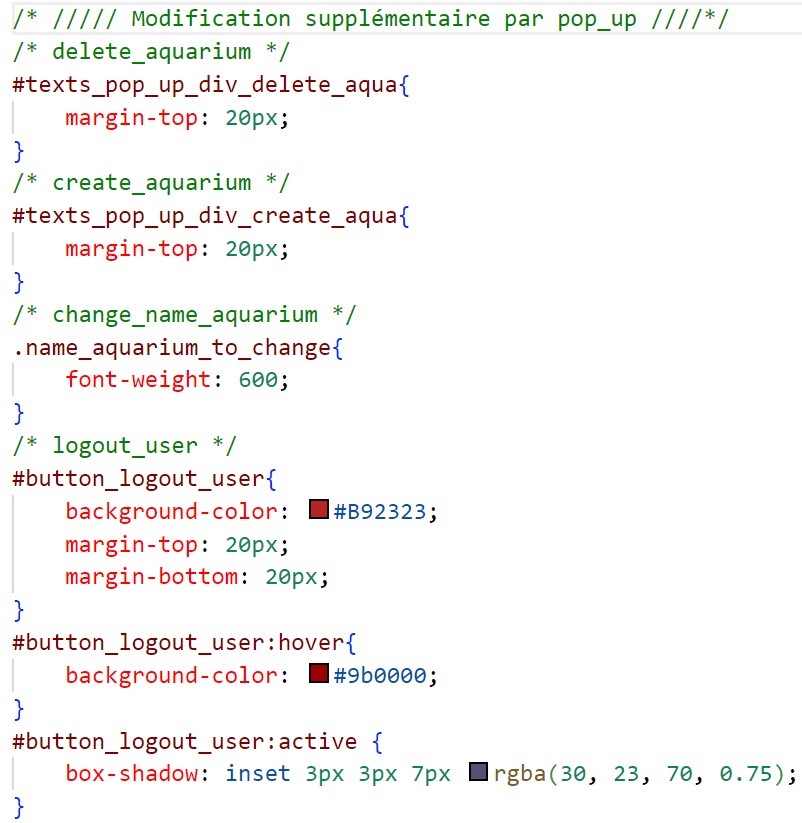 /* ///// Modification supplémentaire par pop_up ////*/
/* delete_aquarium */
#texts_pop_up_div_delete_aqua{
    margin-top: 20px;
}
/* create_aquarium */
#texts_pop_up_div_create_aqua{
    margin-top: 20px;
}
/* change_name_aquarium */
.name_aquarium_to_change{
    font-weight: 600;
}
/* logout_user */
#button_logout_user{
    background-color: #B92323;
    margin-top: 20px;
    margin-bottom: 20px;
}
#button_logout_user:hover{
    background-color: #9b0000;
}
#button_logout_user:active {
    box-shadow: inset 3px 3px 7px rgba(30, 23, 70, 0.75);
}